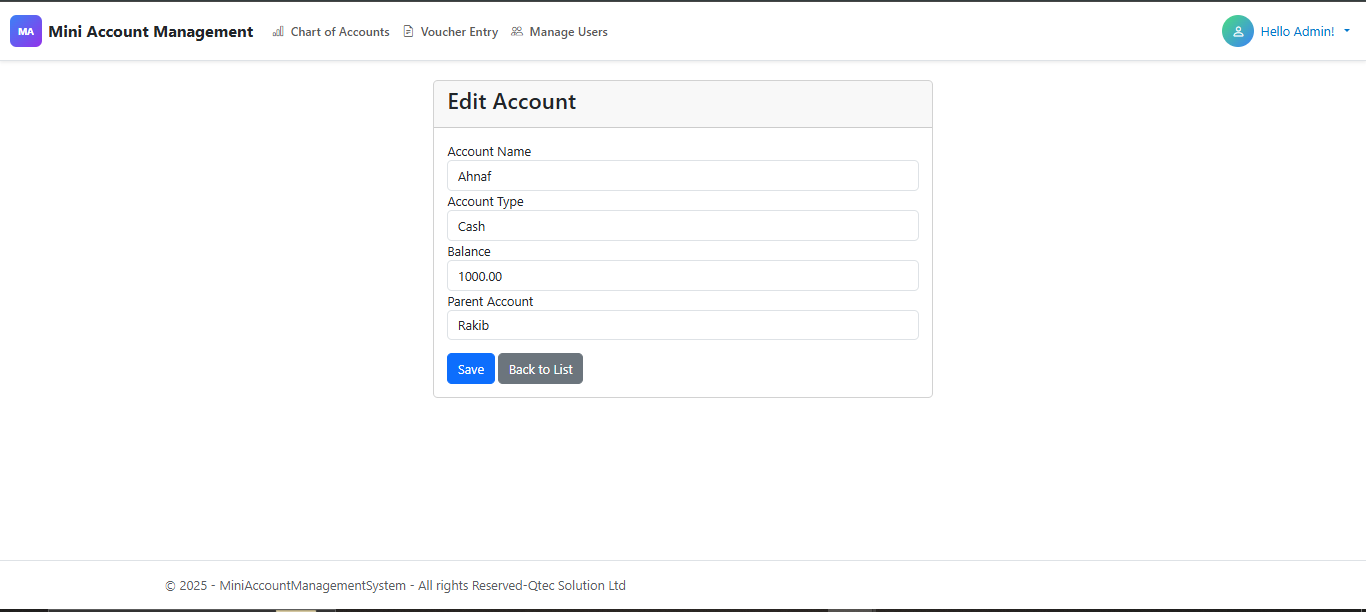 MA Mini Account Management Chart of Accounts Voucher Entry Manage Users Hello Admin!
Edit Account
Account Name
Ahnaf
Account Type
Cash
Balance
1000.00
Parent Account
Rakib
Save Back to List
© 2025 - MiniAccountManagementSystem - All rights Reserved-Qtec Solution Ltd